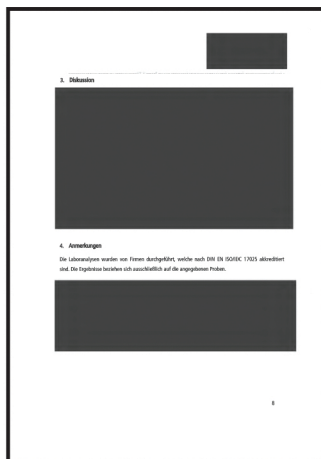 3. Diskussion
4. Anmerkungen
Die Laboranalysen wurden von Firmen durchgeführt, welche nach DIN EN ISO/IEC 17025 akkreditiert
sind. Die Ergebnisse beziehen sich ausschließlich auf die angegebenen Proben.
8